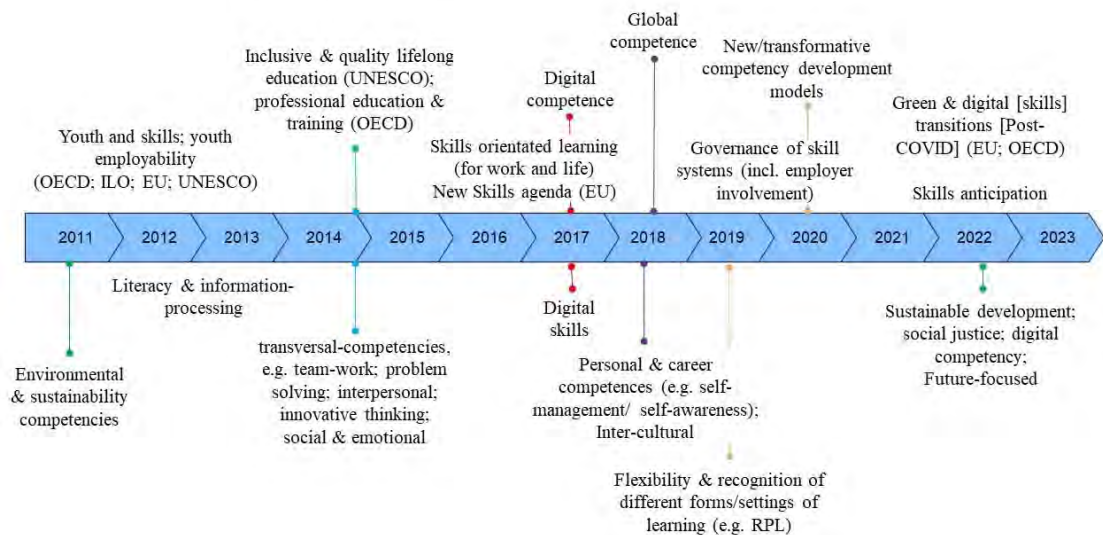 Global
competence
Inclusive & quality lifelong
education (UNESCO);
professional education &
training (OECD)
New/transformative
competency development
models
Digital
competence
Green & digital [skills]
transitions [Post-
COVID] (EU; OECD)
Youth and skills; youth
employability
(OECD; ILO; EU; UNESCO)
Skills orientated learning
(for work and life)
New Skills agenda (EU)
Governance of skill
systems (incl. employer
involvement)
Skills anticipation
2011 2012 2013 2014 2015 2016 2017 2018 2019 2020 2021 2022 2023
Literacy & information-
processing
Digital
skills
Sustainable development;
social justice; digital
competency;
Future-focused
transversal-competencies,
e.g. team-work; problem
solving; interpersonal;
innovative thinking;
social & emotional
Environmental
& sustainability
competencies
Personal & career
competences (e.g. self-
management/ self-awareness);
Inter-cultural
Flexibility & recognition of
different forms/settings of
learning (e.g. RPL)